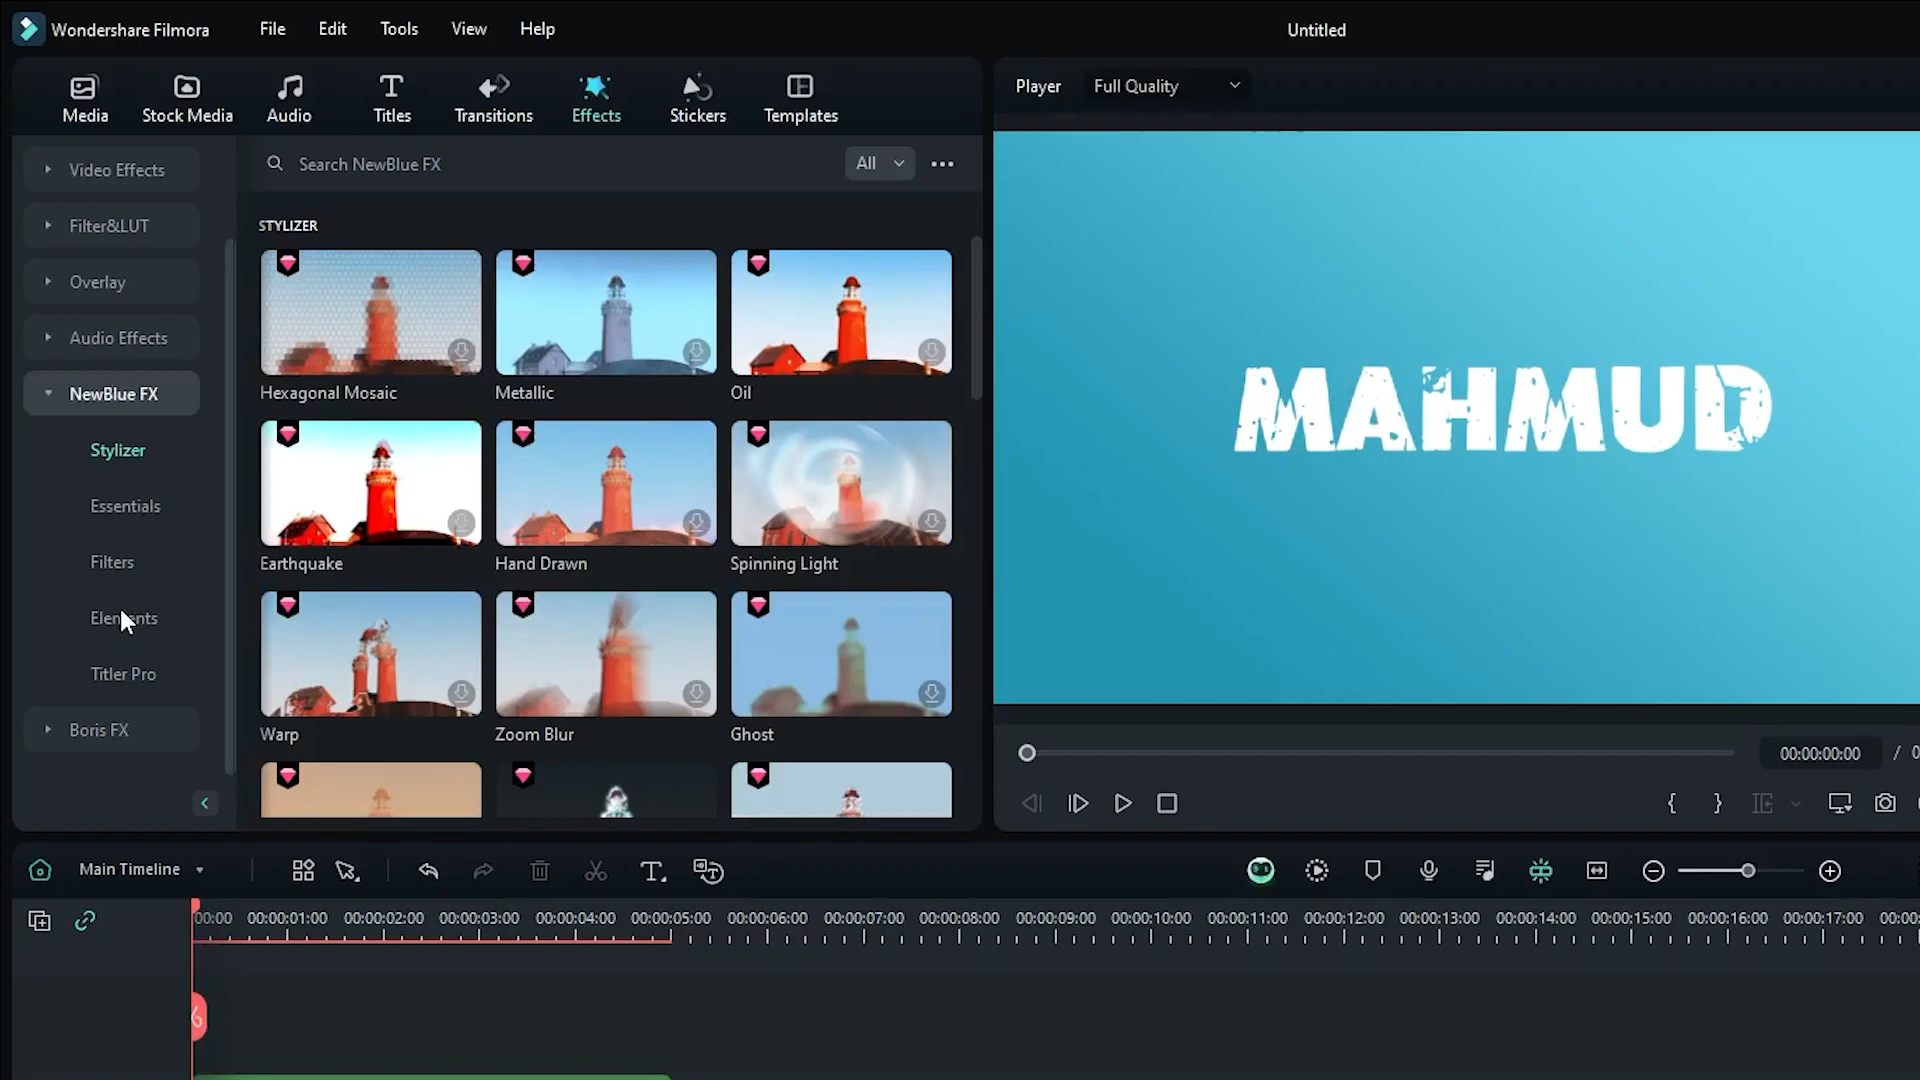 Wondershare Filmora File Edit Tools View Help Untitled
Media Stock Media Audio Titles Transitions Effects Stickers Templates
Player Full Quality
Video Effects
Filter&LUT
Overlay
Audio Effects
NewBlue FX
Stylizer
Essentials
Filters
Elements
Titler Pro
Boris FX
Search NewBlue FX All
STYLIZER
Hexagonal Mosaic Metallic Oil
Earthquake Hand Drawn Spinning Light
Warp Zoom Blur Ghost
MAHMUD
00:00:00:00 / 0
Main Timeline
00:00 00:00:01:00 00:00:02:00 00:00:03:00 00:00:04:00 00:00:05:00 00:00:06:00 00:00:07:00 00:00:08:00 00:00:09:00 00:00:10:00 00:00:11:00 00:00:12:00 00:00:13:00 00:00:14:00 00:00:15:00 00:00:16:00 00:00:17:00 00:00: